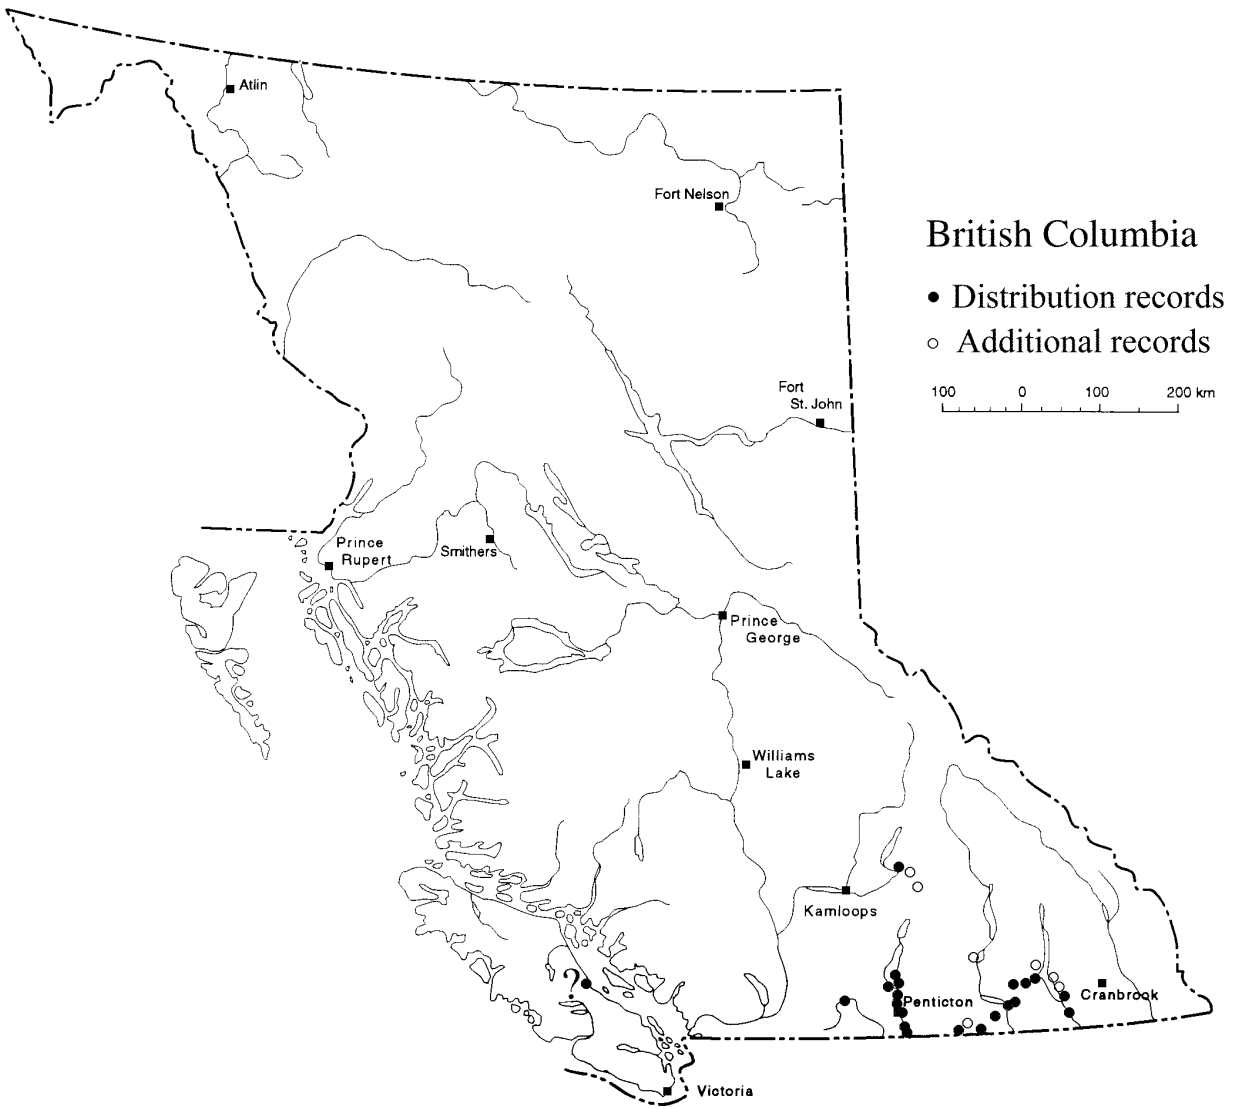 Atlin
Fort Nelson
British Columbia
● Distribution records
○ Additional records
100 0 100 200 km
Fort
St. John
Prince
Rupert
Smithers
Prince
George
Williams
Lake
Kamloops
?
Penticton
Cranbrook
Victoria